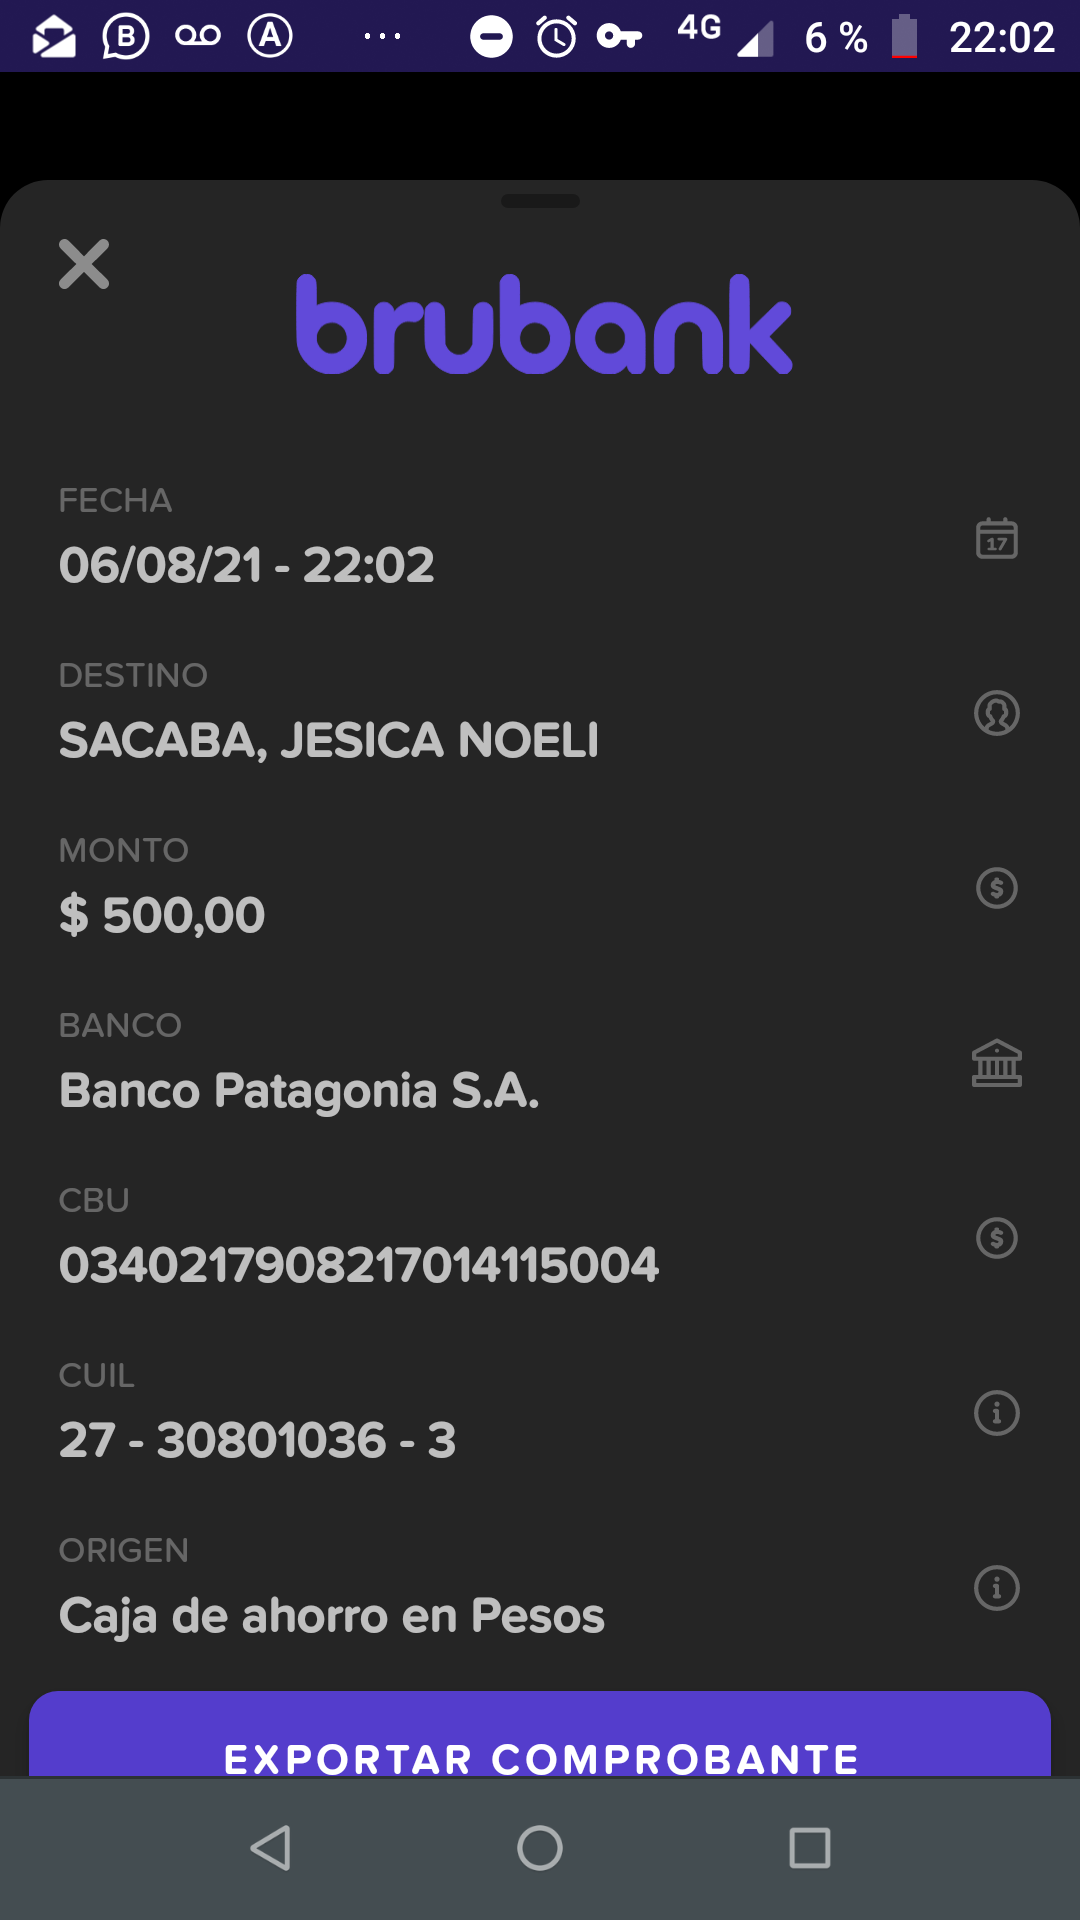 B A ... 4G 6 % 22:02
brubank
FECHA
06/08/21 - 22:02
17
DESTINO
SACABA, JESICA NOELI
MONTO
$ 500,00
$
BANCO
Banco Patagonia S.A.
CBU
0340217908217014115004
$
CUIL
27 - 30801036 - 3
i
ORIGEN
Caja de ahorro en Pesos
i
EXPORTAR COMPROBANTE